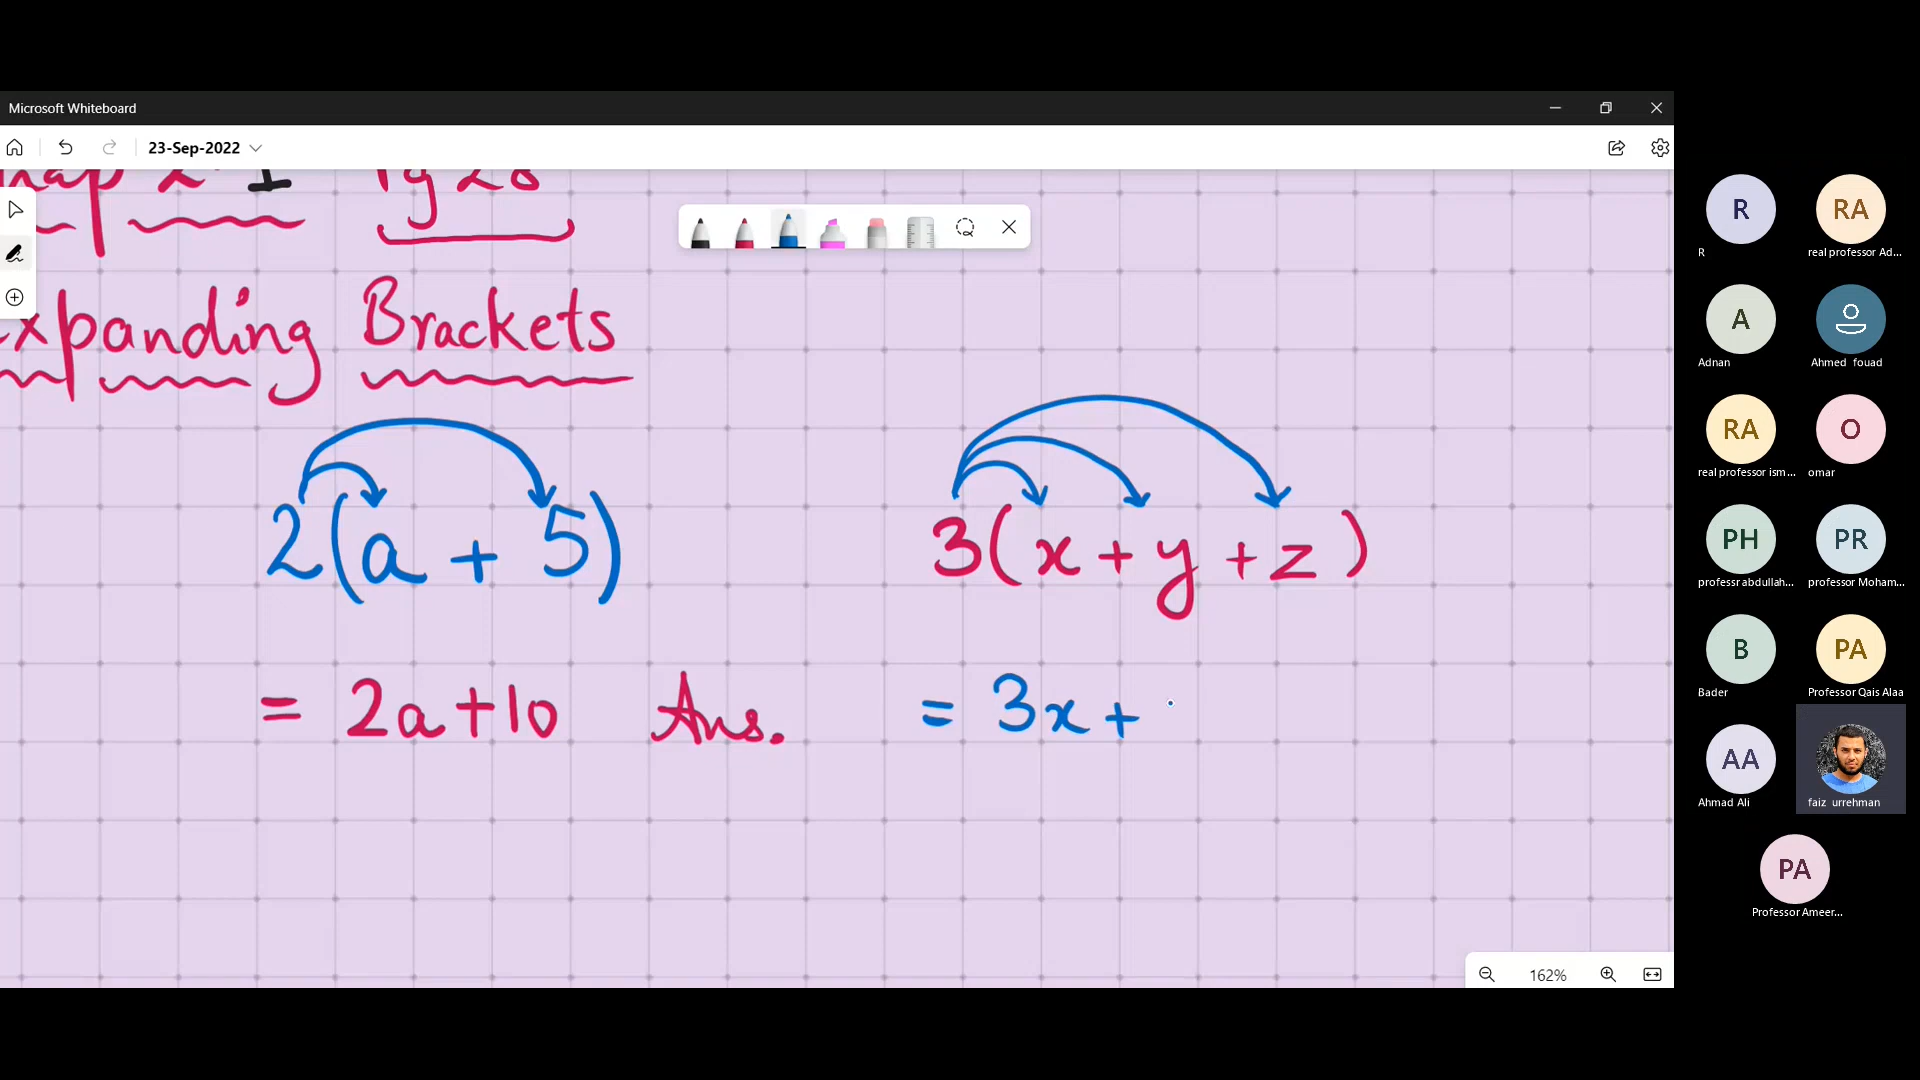 Microsoft Whiteboard
23-Sep-2022
Expanding Brackets
2(a + 5)
= 2a+10 Ans.
3(x + y + z)
= 3x +
162%
R
R
RA
real professor Ad...
A
Adnan
Ahmed fouad
RA
real professor ism...
O
omar
PH
professr abdullah...
PR
professor Moham...
B
Bader
PA
Professor Qais Alaa
AA
Ahmad Ali
faiz urrehman
PA
Professor Ameer...